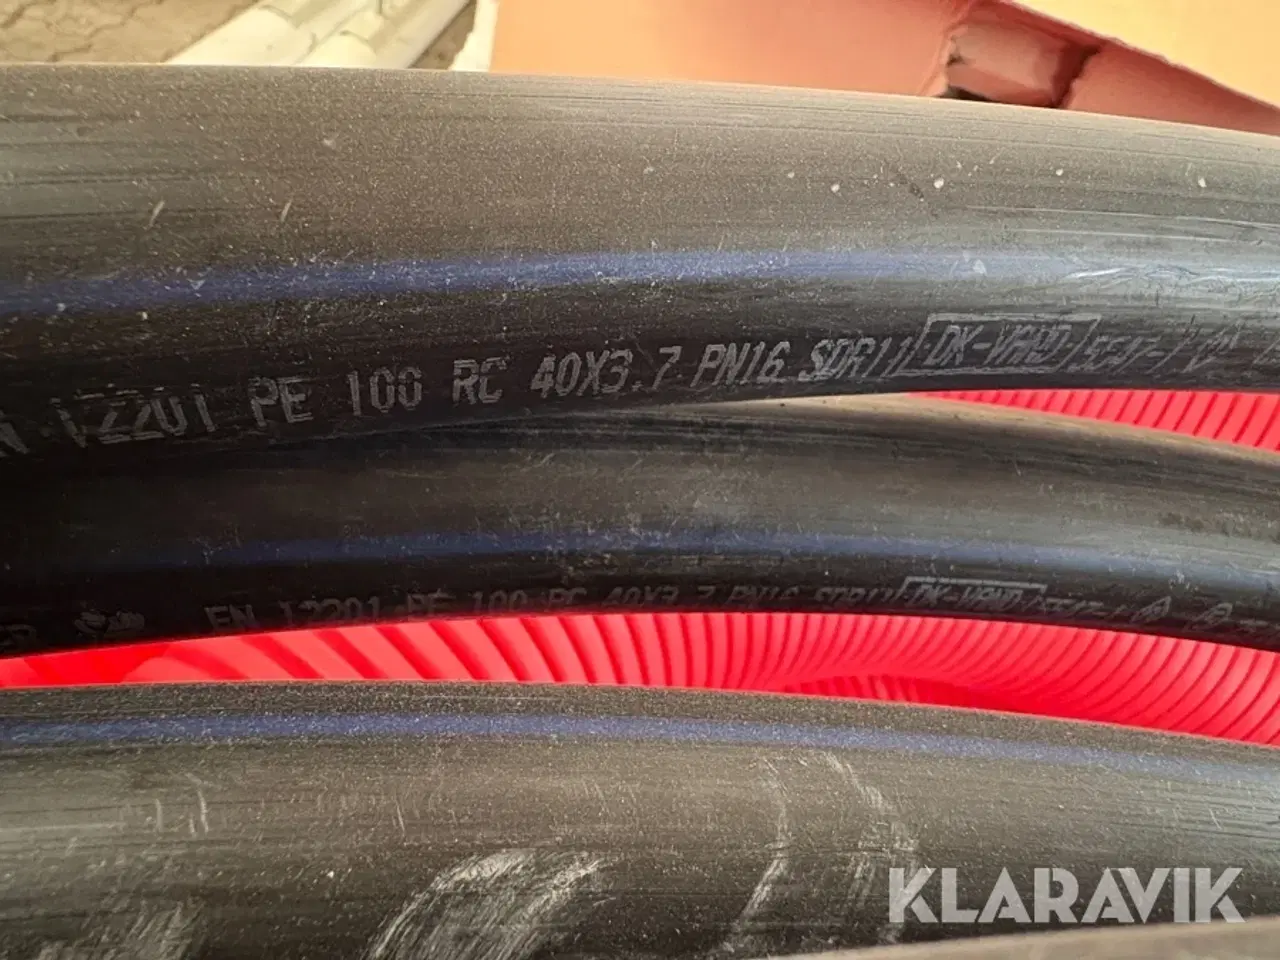 EN 12201 PE 100 RC 40X3.7 PN16 SDR11 DK-VAND
EN 12201 PE 100 RC 40X3.7 PN16 SDR11 DK-VAND
KLARAVIK